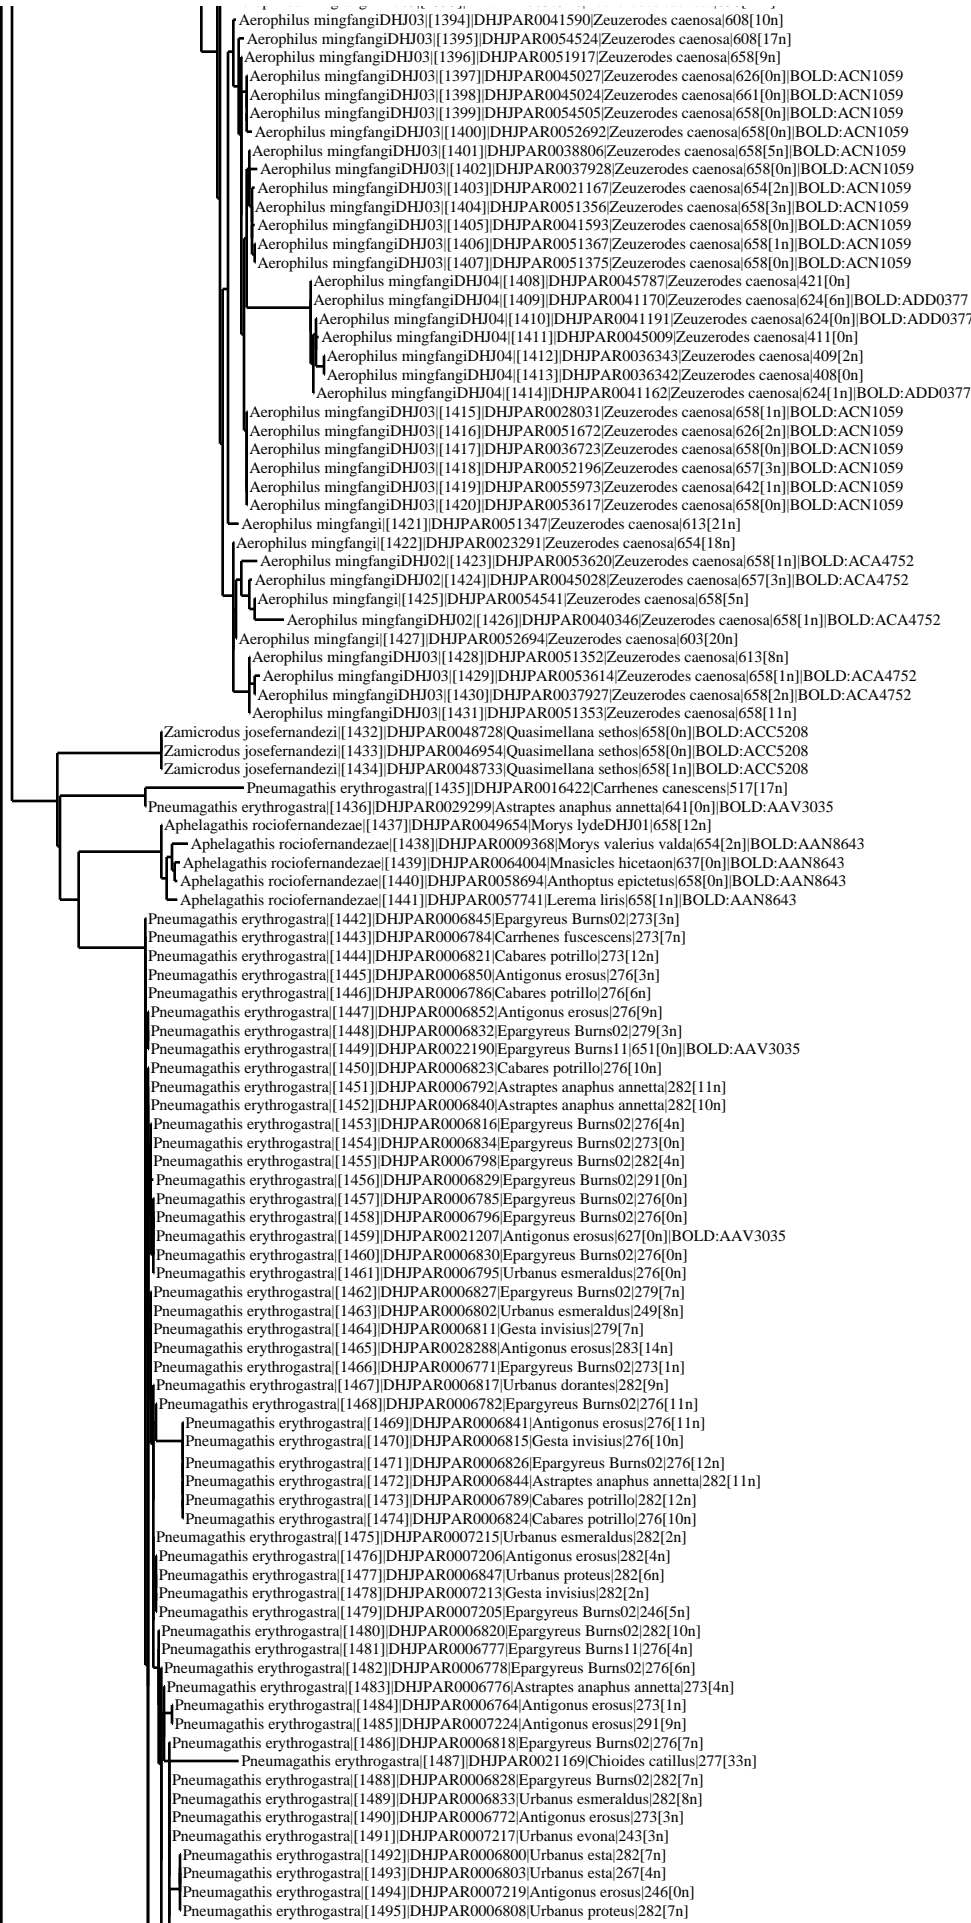 Aerophilus mingfangiDHJ03|[1394]|DHJPAR0041590|Zeuzerodes caenosa|608[10n]
Aerophilus mingfangiDHJ03|[1395]|DHJPAR0054524|Zeuzerodes caenosa|608[17n]
Aerophilus mingfangiDHJ03|[1396]|DHJPAR0051917|Zeuzerodes caenosa|658[9n]
Aerophilus mingfangiDHJ03|[1397]|DHJPAR0045027|Zeuzerodes caenosa|626[0n]|BOLD:ACN1059
Aerophilus mingfangiDHJ03|[1398]|DHJPAR0045024|Zeuzerodes caenosa|661[0n]|BOLD:ACN1059
Aerophilus mingfangiDHJ03|[1399]|DHJPAR0054505|Zeuzerodes caenosa|658[0n]|BOLD:ACN1059
Aerophilus mingfangiDHJ03|[1400]|DHJPAR0052692|Zeuzerodes caenosa|658[0n]|BOLD:ACN1059
Aerophilus mingfangiDHJ03|[1401]|DHJPAR0038806|Zeuzerodes caenosa|658[5n]|BOLD:ACN1059
Aerophilus mingfangiDHJ03|[1402]|DHJPAR0037928|Zeuzerodes caenosa|658[0n]|BOLD:ACN1059
Aerophilus mingfangiDHJ03|[1403]|DHJPAR0021167|Zeuzerodes caenosa|654[2n]|BOLD:ACN1059
Aerophilus mingfangiDHJ03|[1404]|DHJPAR0051356|Zeuzerodes caenosa|658[3n]|BOLD:ACN1059
Aerophilus mingfangiDHJ03|[1405]|DHJPAR0041593|Zeuzerodes caenosa|658[0n]|BOLD:ACN1059
Aerophilus mingfangiDHJ03|[1406]|DHJPAR0051367|Zeuzerodes caenosa|658[1n]|BOLD:ACN1059
Aerophilus mingfangiDHJ03|[1407]|DHJPAR0051375|Zeuzerodes caenosa|658[0n]|BOLD:ACN1059
Aerophilus mingfangiDHJ04|[1408]|DHJPAR0045787|Zeuzerodes caenosa|421[0n]
Aerophilus mingfangiDHJ04|[1409]|DHJPAR0041170|Zeuzerodes caenosa|624[6n]|BOLD:ADD0377
Aerophilus mingfangiDHJ04|[1410]|DHJPAR0041191|Zeuzerodes caenosa|624[0n]|BOLD:ADD0377
Aerophilus mingfangiDHJ04|[1411]|DHJPAR0045009|Zeuzerodes caenosa|411[0n]
Aerophilus mingfangiDHJ04|[1412]|DHJPAR0036343|Zeuzerodes caenosa|409[2n]
Aerophilus mingfangiDHJ04|[1413]|DHJPAR0036342|Zeuzerodes caenosa|408[0n]
Aerophilus mingfangiDHJ04|[1414]|DHJPAR0041162|Zeuzerodes caenosa|624[1n]|BOLD:ADD0377
Aerophilus mingfangiDHJ03|[1415]|DHJPAR0028031|Zeuzerodes caenosa|658[1n]|BOLD:ACN1059
Aerophilus mingfangiDHJ03|[1416]|DHJPAR0051672|Zeuzerodes caenosa|626[2n]|BOLD:ACN1059
Aerophilus mingfangiDHJ03|[1417]|DHJPAR0036723|Zeuzerodes caenosa|658[0n]|BOLD:ACN1059
Aerophilus mingfangiDHJ03|[1418]|DHJPAR0052196|Zeuzerodes caenosa|657[3n]|BOLD:ACN1059
Aerophilus mingfangiDHJ03|[1419]|DHJPAR0055973|Zeuzerodes caenosa|642[1n]|BOLD:ACN1059
Aerophilus mingfangiDHJ03|[1420]|DHJPAR0053617|Zeuzerodes caenosa|658[0n]|BOLD:ACN1059
Aerophilus mingfangi|[1421]|DHJPAR0051347|Zeuzerodes caenosa|613[21n]
Aerophilus mingfangi|[1422]|DHJPAR0023291|Zeuzerodes caenosa|654[18n]
Aerophilus mingfangiDHJ02|[1423]|DHJPAR0053620|Zeuzerodes caenosa|658[1n]|BOLD:ACA4752
Aerophilus mingfangiDHJ02|[1424]|DHJPAR0045028|Zeuzerodes caenosa|657[3n]|BOLD:ACA4752
Aerophilus mingfangi|[1425]|DHJPAR0054541|Zeuzerodes caenosa|658[5n]
Aerophilus mingfangiDHJ02|[1426]|DHJPAR0040346|Zeuzerodes caenosa|658[1n]|BOLD:ACA4752
Aerophilus mingfangi|[1427]|DHJPAR0052694|Zeuzerodes caenosa|603[20n]
Aerophilus mingfangiDHJ03|[1428]|DHJPAR0051352|Zeuzerodes caenosa|613[8n]
Aerophilus mingfangiDHJ03|[1429]|DHJPAR0053614|Zeuzerodes caenosa|658[1n]|BOLD:ACA4752
Aerophilus mingfangiDHJ03|[1430]|DHJPAR0037927|Zeuzerodes caenosa|658[2n]|BOLD:ACA4752
Aerophilus mingfangiDHJ03|[1431]|DHJPAR0051353|Zeuzerodes caenosa|658[11n]
Zamicrodus josefernandezi|[1432]|DHJPAR0048728|Quasimellana sethos|658[0n]|BOLD:ACC5208
Zamicrodus josefernandezi|[1433]|DHJPAR0046954|Quasimellana sethos|658[0n]|BOLD:ACC5208
Zamicrodus josefernandezi|[1434]|DHJPAR0048733|Quasimellana sethos|658[1n]|BOLD:ACC5208
Pneumagathis erythrogastra|[1435]|DHJPAR0016422|Carrhenes canescens|517[17n]
Pneumagathis erythrogastra|[1436]|DHJPAR0029299|Astraptes anaphus annetta|641[0n]|BOLD:AAV3035
Aphelagathis rociofernandezae|[1437]|DHJPAR0049654|Morys lydeDHJ01|658[12n]
Aphelagathis rociofernandezae|[1438]|DHJPAR0009368|Morys valerius valda|654[2n]|BOLD:AAN8643
Aphelagathis rociofernandezae|[1439]|DHJPAR0064004|Mnasicles hicetaon|637[0n]|BOLD:AAN8643
Aphelagathis rociofernandezae|[1440]|DHJPAR0058694|Anthoptus epictetus|658[0n]|BOLD:AAN8643
Aphelagathis rociofernandezae|[1441]|DHJPAR0057741|Lerema liris|658[1n]|BOLD:AAN8643
Pneumagathis erythrogastra|[1442]|DHJPAR0006845|Epargyreus Burns02|273[3n]
Pneumagathis erythrogastra|[1443]|DHJPAR0006784|Carrhenes fuscescens|273[7n]
Pneumagathis erythrogastra|[1444]|DHJPAR0006821|Cabares potrillo|273[12n]
Pneumagathis erythrogastra|[1445]|DHJPAR0006850|Antigonus erosus|276[3n]
Pneumagathis erythrogastra|[1446]|DHJPAR0006786|Cabares potrillo|276[6n]
Pneumagathis erythrogastra|[1447]|DHJPAR0006852|Antigonus erosus|276[9n]
Pneumagathis erythrogastra|[1448]|DHJPAR0006832|Epargyreus Burns02|279[3n]
Pneumagathis erythrogastra|[1449]|DHJPAR0022190|Epargyreus Burns11|651[0n]|BOLD:AAV3035
Pneumagathis erythrogastra|[1450]|DHJPAR0006823|Cabares potrillo|276[10n]
Pneumagathis erythrogastra|[1451]|DHJPAR0006792|Astraptes anaphus annetta|282[11n]
Pneumagathis erythrogastra|[1452]|DHJPAR0006840|Astraptes anaphus annetta|282[10n]
Pneumagathis erythrogastra|[1453]|DHJPAR0006816|Epargyreus Burns02|276[4n]
Pneumagathis erythrogastra|[1454]|DHJPAR0006834|Epargyreus Burns02|273[0n]
Pneumagathis erythrogastra|[1455]|DHJPAR0006798|Epargyreus Burns02|282[4n]
Pneumagathis erythrogastra|[1456]|DHJPAR0006829|Epargyreus Burns02|291[0n]
Pneumagathis erythrogastra|[1457]|DHJPAR0006785|Epargyreus Burns02|276[0n]
Pneumagathis erythrogastra|[1458]|DHJPAR0006796|Epargyreus Burns02|276[0n]
Pneumagathis erythrogastra|[1459]|DHJPAR0021207|Antigonus erosus|627[0n]|BOLD:AAV3035
Pneumagathis erythrogastra|[1460]|DHJPAR0006830|Epargyreus Burns02|276[0n]
Pneumagathis erythrogastra|[1461]|DHJPAR0006795|Urbanus esmeraldus|276[0n]
Pneumagathis erythrogastra|[1462]|DHJPAR0006827|Epargyreus Burns02|279[7n]
Pneumagathis erythrogastra|[1463]|DHJPAR0006802|Urbanus esmeraldus|249[8n]
Pneumagathis erythrogastra|[1464]|DHJPAR0006811|Gesta invisius|279[7n]
Pneumagathis erythrogastra|[1465]|DHJPAR0028288|Antigonus erosus|283[14n]
Pneumagathis erythrogastra|[1466]|DHJPAR0006771|Epargyreus Burns02|273[1n]
Pneumagathis erythrogastra|[1467]|DHJPAR0006817|Urbanus dorantes|282[9n]
Pneumagathis erythrogastra|[1468]|DHJPAR0006782|Epargyreus Burns02|276[11n]
Pneumagathis erythrogastra|[1469]|DHJPAR0006841|Antigonus erosus|276[11n]
Pneumagathis erythrogastra|[1470]|DHJPAR0006815|Gesta invisius|276[10n]
Pneumagathis erythrogastra|[1471]|DHJPAR0006826|Epargyreus Burns02|276[12n]
Pneumagathis erythrogastra|[1472]|DHJPAR0006844|Astraptes anaphus annetta|282[11n]
Pneumagathis erythrogastra|[1473]|DHJPAR0006789|Cabares potrillo|282[12n]
Pneumagathis erythrogastra|[1474]|DHJPAR0006824|Cabares potrillo|276[10n]
Pneumagathis erythrogastra|[1475]|DHJPAR0007215|Urbanus esmeraldus|282[2n]
Pneumagathis erythrogastra|[1476]|DHJPAR0007206|Antigonus erosus|282[4n]
Pneumagathis erythrogastra|[1477]|DHJPAR0006847|Urbanus proteus|282[6n]
Pneumagathis erythrogastra|[1478]|DHJPAR0007213|Gesta invisius|282[2n]
Pneumagathis erythrogastra|[1479]|DHJPAR0007205|Epargyreus Burns02|246[5n]
Pneumagathis erythrogastra|[1480]|DHJPAR0006820|Epargyreus Burns02|282[10n]
Pneumagathis erythrogastra|[1481]|DHJPAR0006777|Epargyreus Burns11|276[4n]
Pneumagathis erythrogastra|[1482]|DHJPAR0006778|Epargyreus Burns02|276[6n]
Pneumagathis erythrogastra|[1483]|DHJPAR0006776|Astraptes anaphus annetta|273[4n]
Pneumagathis erythrogastra|[1484]|DHJPAR0006764|Antigonus erosus|273[1n]
Pneumagathis erythrogastra|[1485]|DHJPAR0007224|Antigonus erosus|291[9n]
Pneumagathis erythrogastra|[1486]|DHJPAR0006818|Epargyreus Burns02|276[7n]
Pneumagathis erythrogastra|[1487]|DHJPAR0021169|Chioides catillus|277[33n]
Pneumagathis erythrogastra|[1488]|DHJPAR0006828|Epargyreus Burns02|282[7n]
Pneumagathis erythrogastra|[1489]|DHJPAR0006833|Urbanus esmeraldus|282[8n]
Pneumagathis erythrogastra|[1490]|DHJPAR0006772|Antigonus erosus|273[3n]
Pneumagathis erythrogastra|[1491]|DHJPAR0007217|Urbanus evona|243[3n]
Pneumagathis erythrogastra|[1492]|DHJPAR0006800|Urbanus esta|282[7n]
Pneumagathis erythrogastra|[1493]|DHJPAR0006803|Urbanus esta|267[4n]
Pneumagathis erythrogastra|[1494]|DHJPAR0007219|Antigonus erosus|246[0n]
Pneumagathis erythrogastra|[1495]|DHJPAR0006808|Urbanus proteus|282[7n]